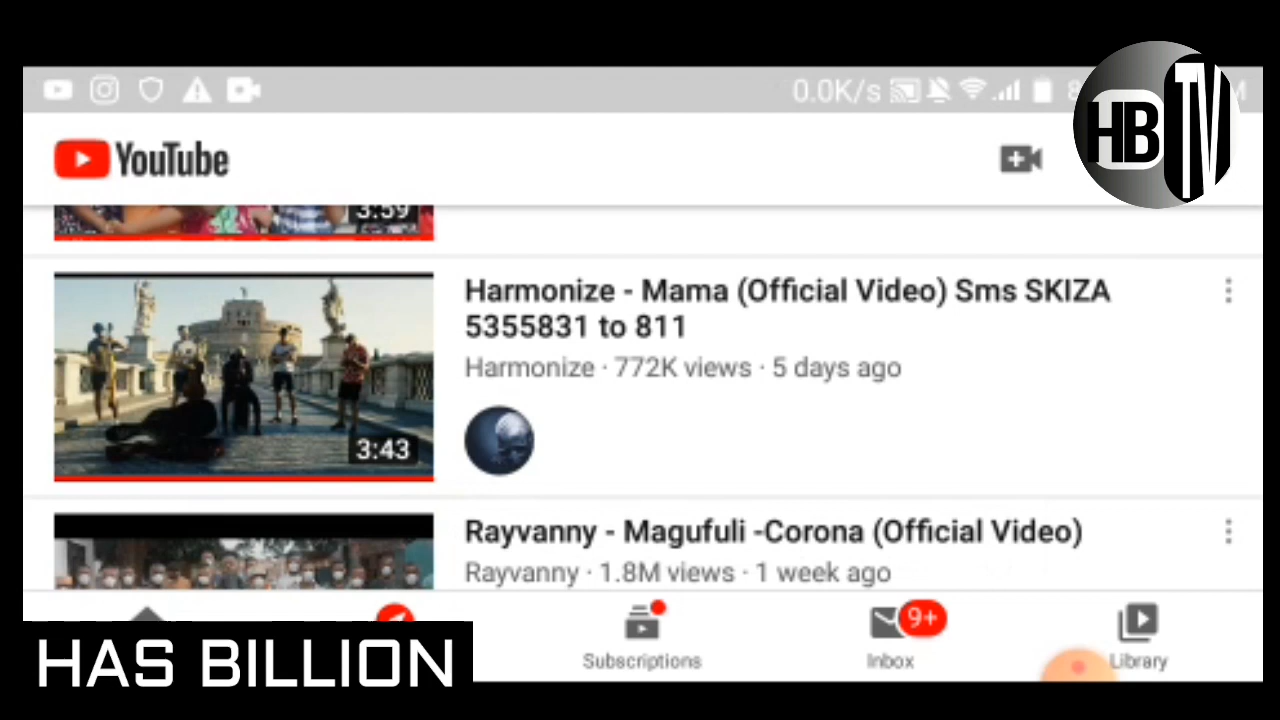 0.0K/s
8
M
HB
TV
YouTube
3:59
Harmonize - Mama (Official Video) Sms SKIZA
5355831 to 811
Harmonize · 772K views · 5 days ago
3:43
Rayvanny - Magufuli -Corona (Official Video)
Rayvanny · 1.8M views · 1 week ago
9+
Subscriptions
Inbox
Library
HAS BILLION